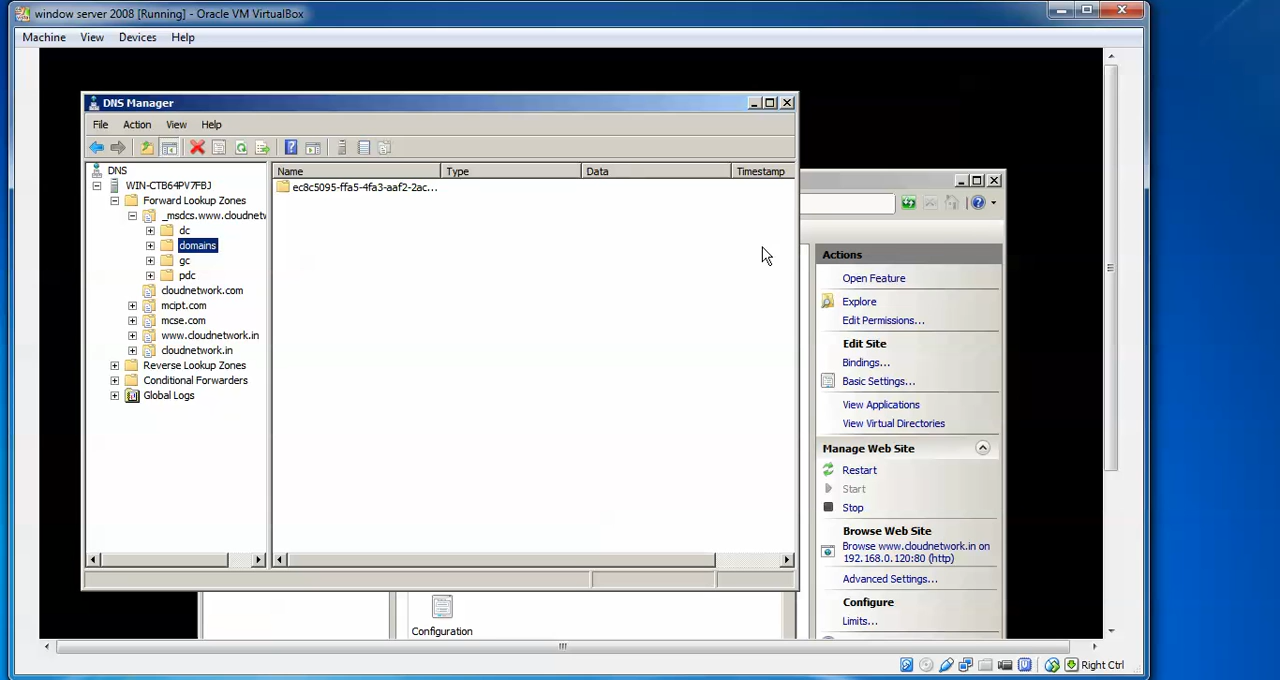 window server 2008 [Running] - Oracle VM VirtualBox
Machine View Devices Help
DNS Manager
File Action View Help
Name Type Data Timestamp
DNS
WIN-CTB64PV7FBJ
Forward Lookup Zones
_msdcs.www.cloudnetw
dc
domains
gc
pdc
cloudnetwork.com
mcipt.com
mcse.com
www.cloudnetwork.in
cloudnetwork.in
Reverse Lookup Zones
Conditional Forwarders
Global Logs
ec8c5095-ffa5-4fa3-aaf2-2ac...
Actions
Open Feature
Explore
Edit Permissions...
Edit Site
Bindings...
Basic Settings...
View Applications
View Virtual Directories
Manage Web Site
Restart
Start
Stop
Browse Web Site
Browse www.cloudnetwork.in on
192.168.0.120:80 (http)
Advanced Settings...
Configure
Limits...
Configuration
Right Ctrl